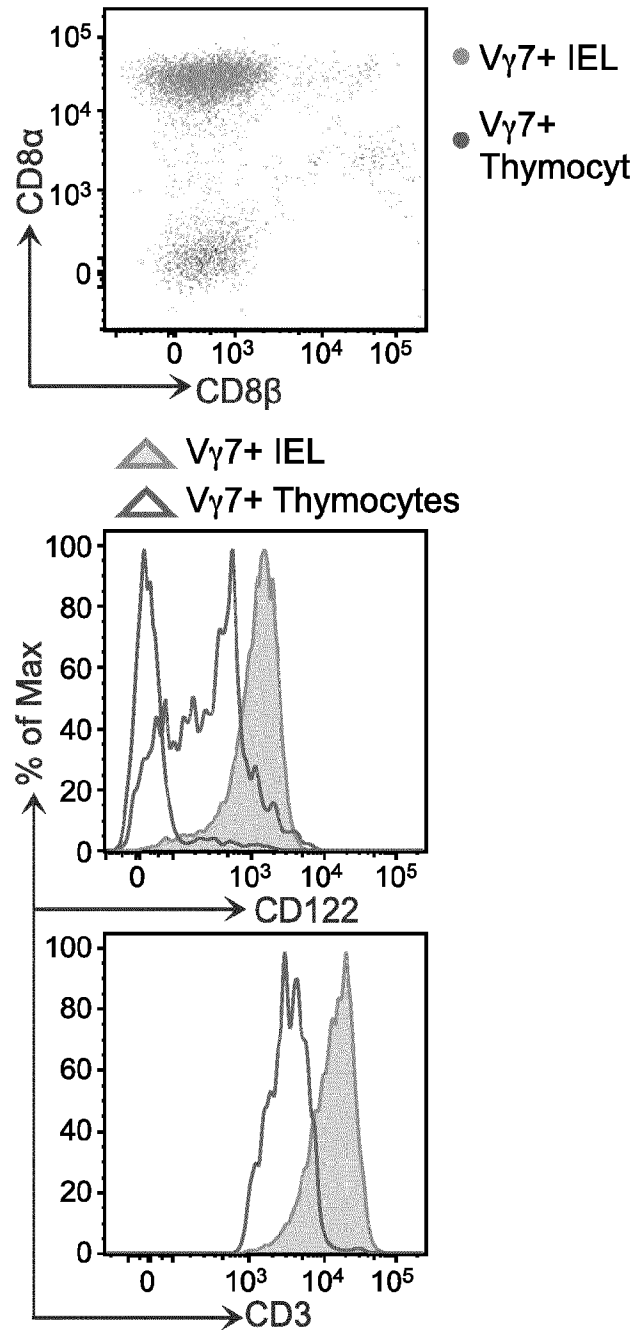 10⁵
10⁴
10³
0
CD8α
0 10³ 10⁴ 10⁵
CD8β
Vγ7+ IEL
Vγ7+
Thymocyt
Vγ7+ IEL
Vγ7+ Thymocytes
100
80
60
40
20
0
% of Max
0 10³ 10⁴ 10⁵
CD122
100
80
60
40
20
0
0 10³ 10⁴ 10⁵
CD3